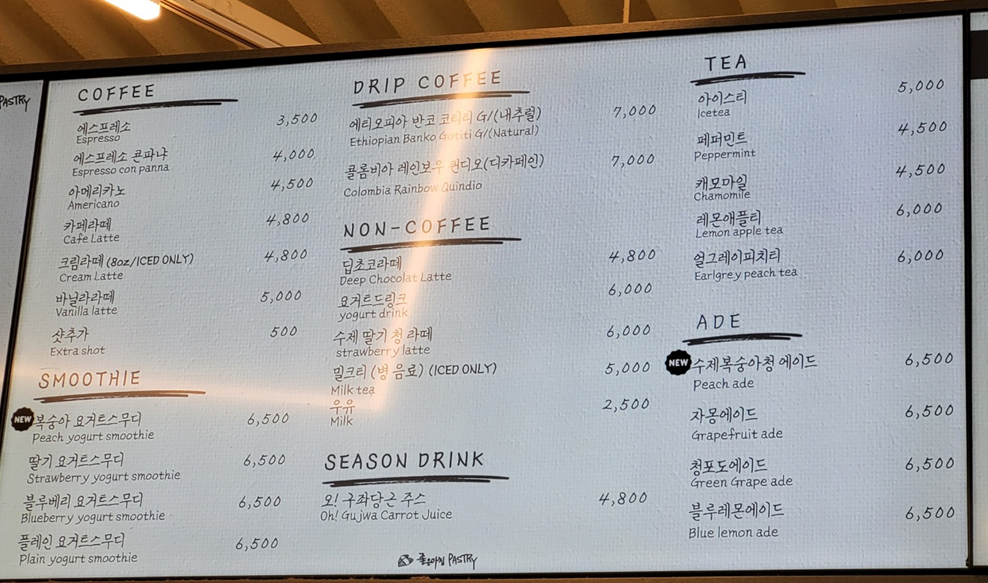 PASTRY
COFFEE
에스프레소 3,500
Espresso
에스프레소 콘파냐 4,000
Espresso con panna
아메리카노 4,500
Americano
카페라떼 4,800
Cafe Latte
크림라떼 (8oz/ICED ONLY) 4,800
Cream Latte
바닐라라떼 5,000
Vanilla latte
샷추가 500
Extra shot
SMOOTHIE
NEW 복숭아 요거트스무디 6,500
Peach yogurt smoothie
딸기 요거트스무디 6,500
Strawberry yogurt smoothie
블루베리 요거트스무디 6,500
Blueberry yogurt smoothie
플레인 요거트스무디 6,500
Plain yogurt smoothie
DRIP COFFEE
에티오피아 반코 코티티 G/(내추럴) 7,000
Ethiopian Banko Gotiti G/(Natural)
콜롬비아 레인보우 퀸디오(디카페인) 7,000
Colombia Rainbow Quindio
NON-COFFEE
딥초코라떼 4,800
Deep Chocolat Latte
요거트드링크 6,000
yogurt drink
수제 딸기 청 라떼 6,000
strawberry latte
밀크티 (병 음료) (ICED ONLY) 5,000
Milk tea
우유 2,500
Milk
SEASON DRINK
오! 구좌당근 주스 4,800
Oh! Gujwa Carrot Juice
PASTRY
TEA
아이스티 5,000
Icetea
페퍼민트 4,500
Peppermint
캐모마일 4,500
Chamomile
레몬애플티 6,000
Lemon apple tea
얼그레이피치티 6,000
Earlgrey peach tea
ADE
NEW 수제복숭아청 에이드 6,500
Peach ade
자몽에이드 6,500
Grapefruit ade
청포도에이드 6,500
Green Grape ade
블루레몬에이드 6,500
Blue lemon ade